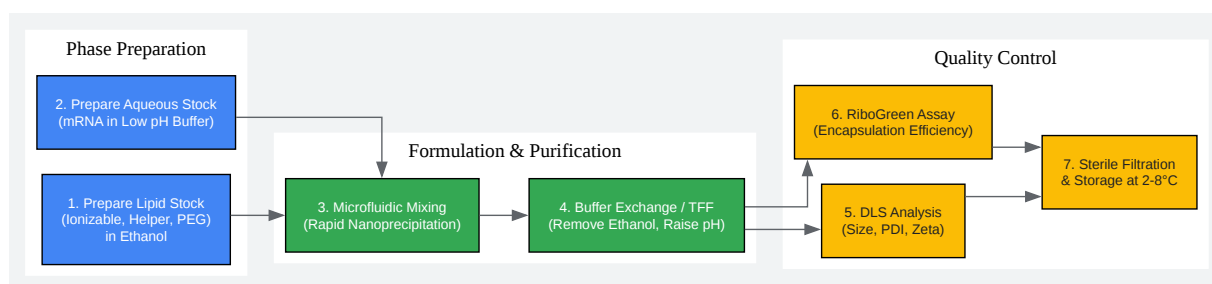 Phase Preparation
2. Prepare Aqueous Stock
(mRNA in Low pH Buffer)
1. Prepare Lipid Stock
(Ionizable, Helper, PEG)
in Ethanol
Formulation & Purification
3. Microfluidic Mixing
(Rapid Nanoprecipitation)
4. Buffer Exchange / TFF
(Remove Ethanol, Raise pH)
Quality Control
6. RiboGreen Assay
(Encapsulation Efficiency)
5. DLS Analysis
(Size, PDI, Zeta)
7. Sterile Filtration
& Storage at 2-8°C